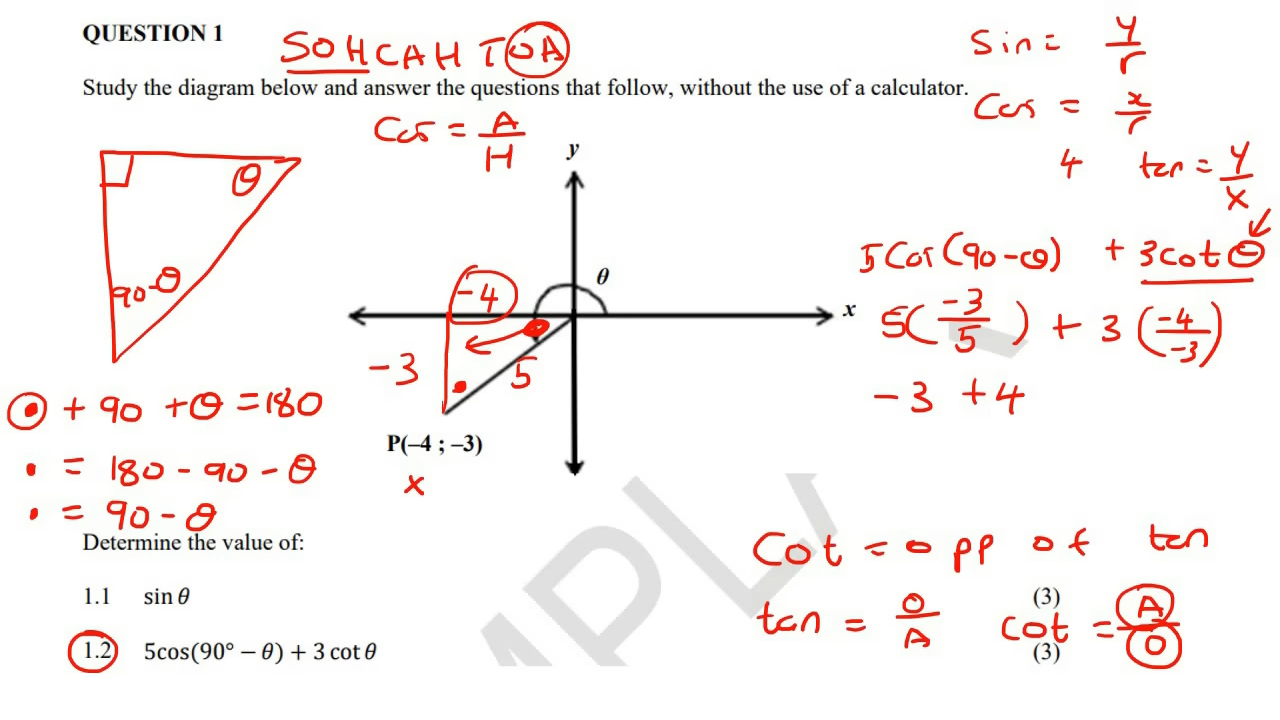 QUESTION 1
SOHCAH TOA
Sin = y/r
Study the diagram below and answer the questions that follow, without the use of a calculator.
Cos = x/r
Cos = A/H
y
4 tan = y/x
θ
90-θ
θ
5Cos(90-θ) + 3cot θ
-4
x
5(-3/5) + 3(-4/-3)
-3
5
-3 +4
• + 90 + θ = 180
P(–4 ; –3)
• = 180 - 90 - θ
x
• = 90 - θ
Determine the value of:
Cot = opp of tan
1.1 sin θ (3)
tan = O/A cot = A/O
1.2 5cos(90° − θ) + 3 cot θ (3)